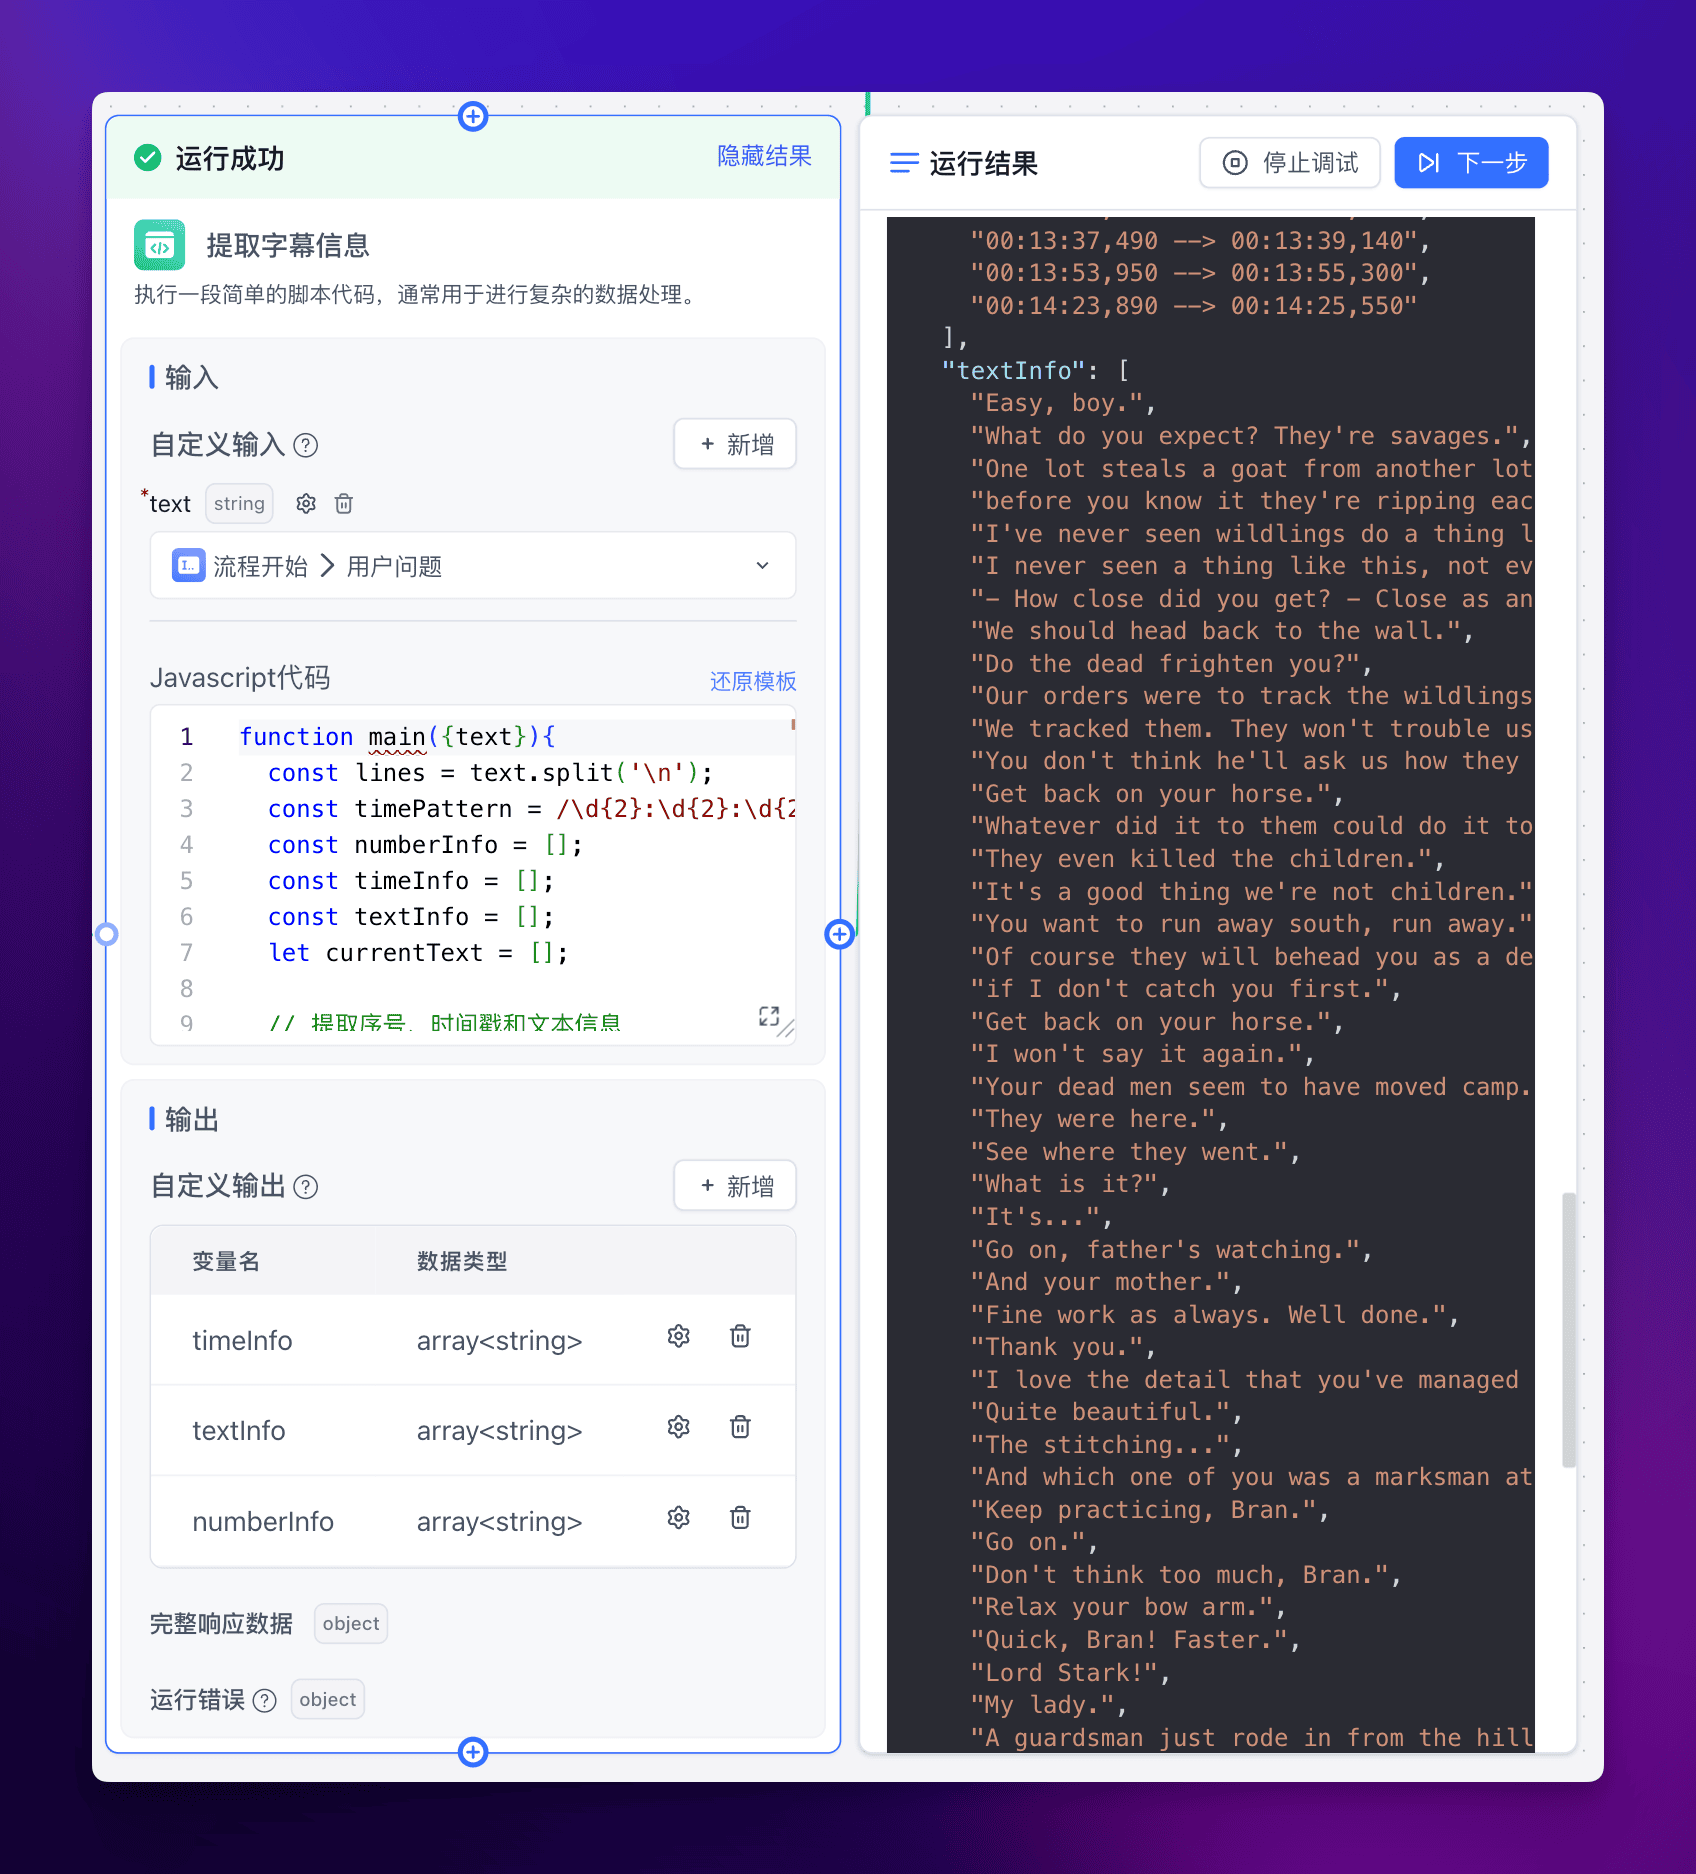 运行成功
隐藏结果
提取字幕信息
执行一段简单的脚本代码，通常用于进行复杂的数据处理。
输入
自定义输入 ?
+ 新增
*text string
I.. 流程开始 > 用户问题
Javascript代码
还原模板
1 function main({text}){
2 const lines = text.split('\n');
3 const timePattern = /\d{2}:\d{2}:\d{2
4 const numberInfo = [];
5 const timeInfo = [];
6 const textInfo = [];
7 let currentText = [];
8
9 // 提取序号、时间戳和文本信息
输出
自定义输出 ?
+ 新增
变量名 数据类型
timeInfo array<string>
textInfo array<string>
numberInfo array<string>
完整响应数据 object
运行错误 ? object
运行结果
停止调试
下一步
"00:13:37,490 --> 00:13:39,140",
"00:13:53,950 --> 00:13:55,300",
"00:14:23,890 --> 00:14:25,550"
],
"textInfo": [
"Easy, boy.",
"What do you expect? They're savages.",
"One lot steals a goat from another lot
"before you know it they're ripping eac
"I've never seen wildlings do a thing l
"I never seen a thing like this, not ev
"- How close did you get? - Close as an
"We should head back to the wall.",
"Do the dead frighten you?",
"Our orders were to track the wildlings
"We tracked them. They won't trouble us
"You don't think he'll ask us how they
"Get back on your horse.",
"Whatever did it to them could do it to
"They even killed the children.",
"It's a good thing we're not children."
"You want to run away south, run away."
"Of course they will behead you as a de
"if I don't catch you first.",
"Get back on your horse.",
"I won't say it again.",
"Your dead men seem to have moved camp.
"They were here.",
"See where they went.",
"What is it?",
"It's...",
"Go on, father's watching.",
"And your mother.",
"Fine work as always. Well done.",
"Thank you.",
"I love the detail that you've managed
"Quite beautiful.",
"The stitching...",
"And which one of you was a marksman at
"Keep practicing, Bran.",
"Go on.",
"Don't think too much, Bran.",
"Relax your bow arm.",
"Quick, Bran! Faster.",
"Lord Stark!",
"My lady.",
"A guardsman just rode in from the hill